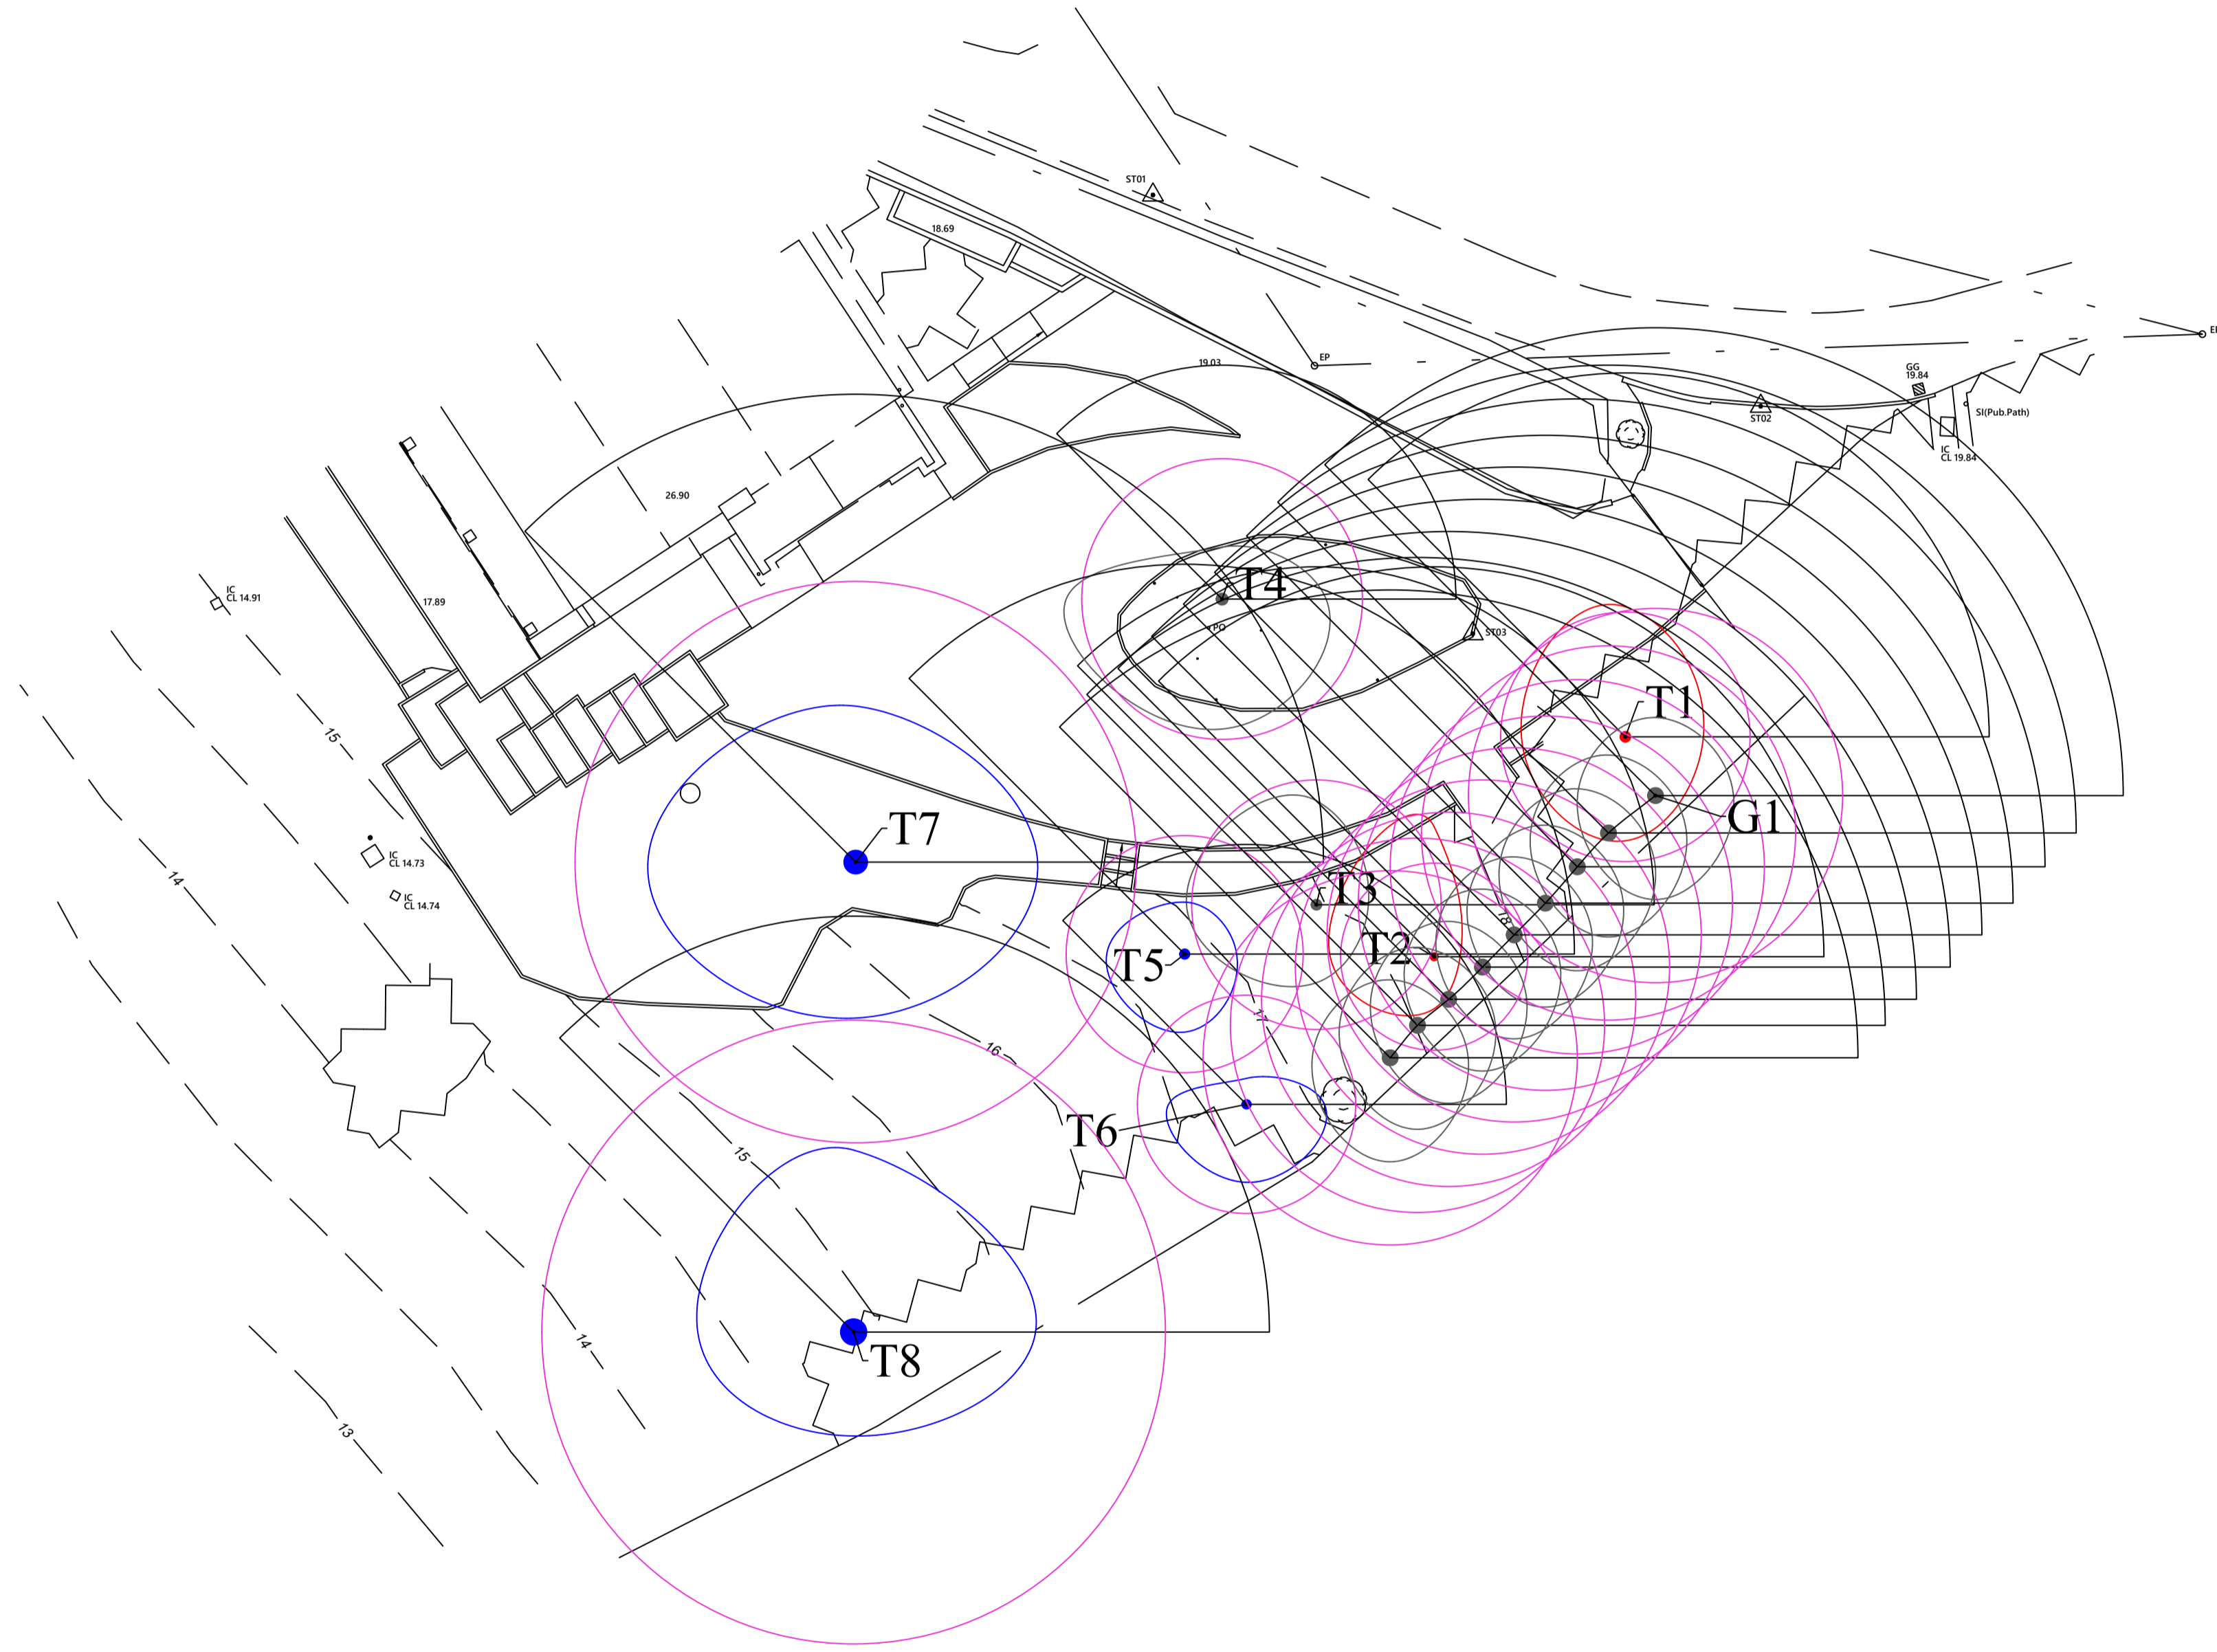 ST01
18.69
EP
19.03
GG
19.84
ST02
SI(Pub.Path)
IC
CL 19.84
26.90
IC
CL 14.91
17.89
T4
PO
ST03
T1
15
G1
T7
IC
CL 14.73
14
IC
CL 14.74
T3
18
T2
T5
17
16
T6
15
14
T8
13